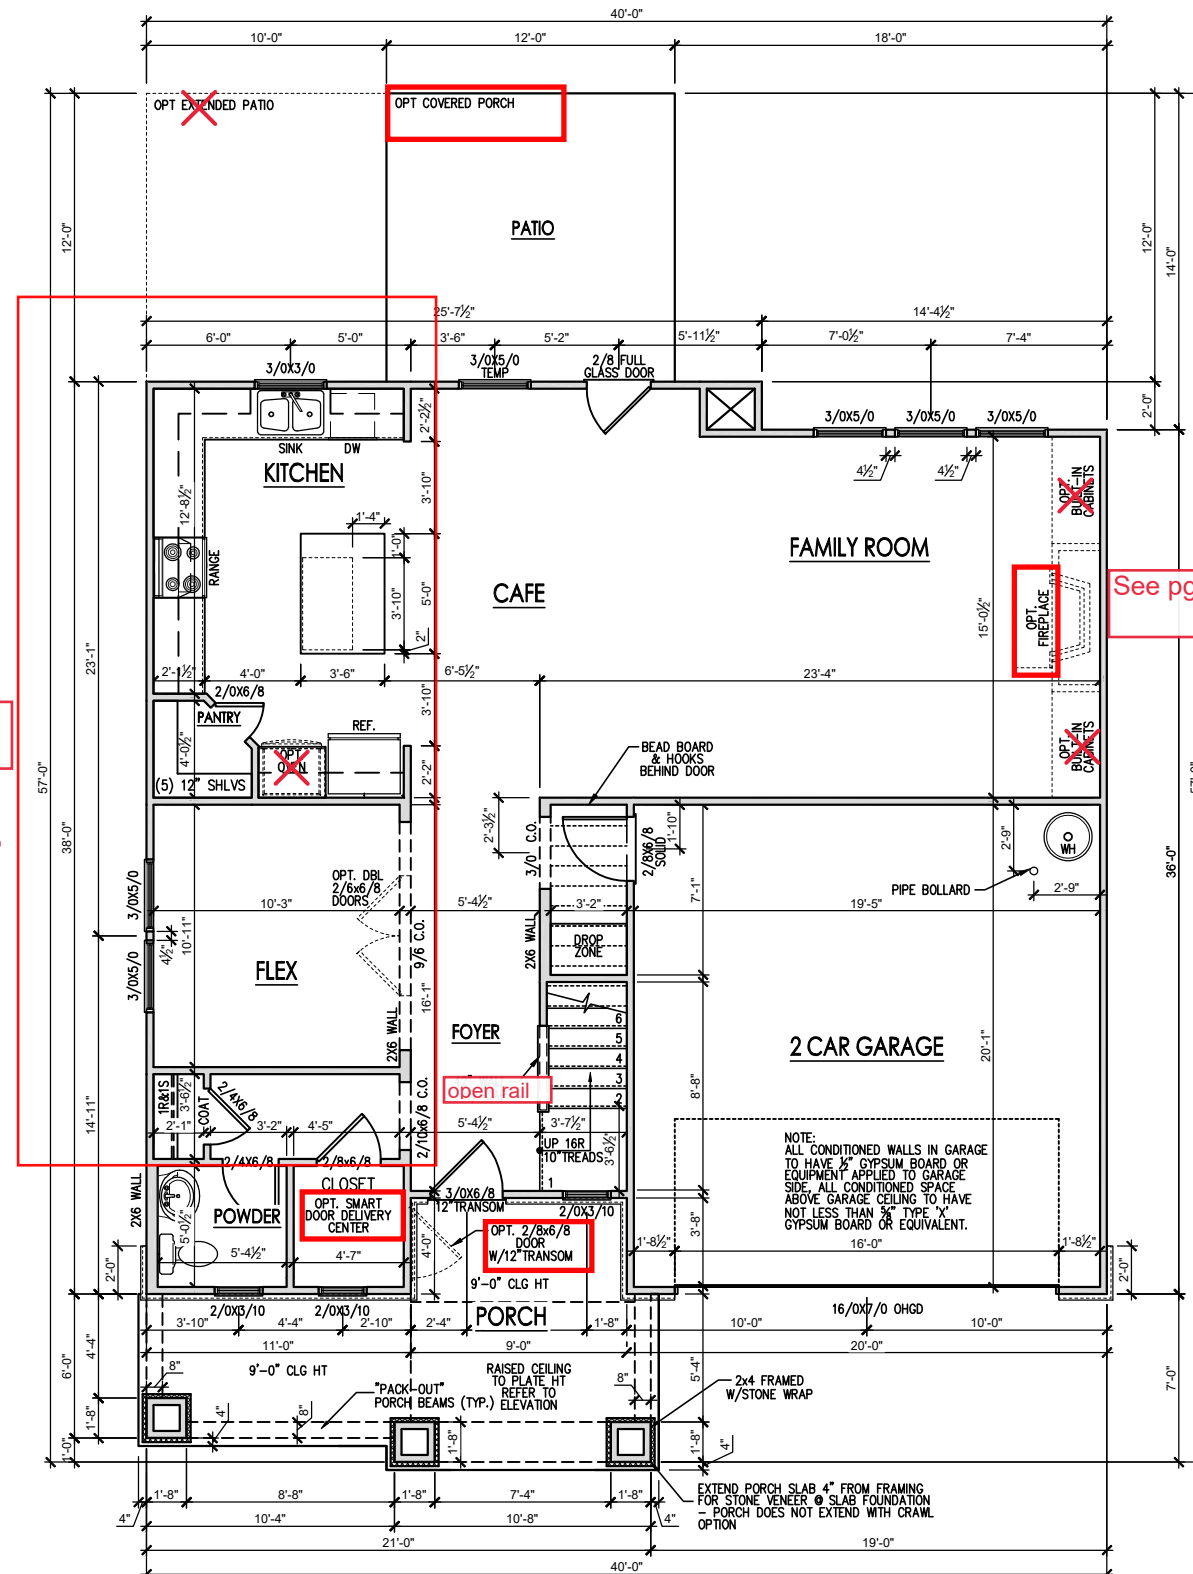 40'-0"
10'-0"
12'-0"
18'-0"
OPT EXTENDED PATIO
OPT COVERED PORCH
PATIO
12'-0"
12'-0"
14'-0"
25'-7½"
14'-4½"
6'-0"
5'-0"
3'-6"
5'-2"
5'-11½"
7'-0½"
7'-4"
3/0X3/0
3/0X5/0
TEMP
2/8 FULL
GLASS DOOR
2'-0"
2'-2½"
3/0X5/0
3/0X5/0
3/0X5/0
SINK
DW
KITCHEN
4½"
4½"
OPT.
BUILT-IN
CABINETS
12'-8½"
3'-10"
1'-4"
1'-0"
RANGE
FAMILY ROOM
CAFE
3'-10"
5'-0"
2"
OPT.
FIREPLACE
15'-0½"
See pg
23'-1"
2'-1½"
4'-0"
3'-6"
6'-5½"
23'-4"
2/0X6/8
PANTRY
3'-10"
REF.
4'-0½"
OPT
OVEN
2'-2"
(5) 12" SHLVS
BEAD BOARD
& HOOKS
BEHIND DOOR
OPT.
BUILT-IN
CABINETS
57'-0"
38'-0"
2'-3½"
3/0 C.O.
2/8X6/8
SOLID
1'-10"
2'-9"
WH
PIPE BOLLARD
2'-9"
36'-0"
OPT. DBL
2/6x6/8
DOORS
3/0X5/0
3/0X5/0
10'-3"
5'-4½"
3'-2"
7'-1"
19'-5"
4½"
10'-11"
9/6 C.O.
2X6 WALL
DROP
ZONE
FLEX
16'-1"
2X6 WALL
FOYER
6
5
4
3
2
2 CAR GARAGE
20'-1"
open rail
8'-8"
14'-11"
1R&1S
3'-6½"
COAT
2/4X6/8
2/10x6/8 C.O.
2'-1"
3'-2"
4'-5"
5'-4½"
3'-7½"
UP 16R
10"TREADS
3'-6½"
1
2/4X6/8
2/8x6/8
2X6 WALL
CLOSET
OPT. SMART
DOOR DELIVERY
CENTER
POWDER
5'-0½"
5'-4½"
4'-7"
3/0X6/8
12"TRANSOM
2/0X3/10
4'-0"
OPT. 2/8x6/8
DOOR
W/12"TRANSOM
9'-0" CLG HT
NOTE:
ALL CONDITIONED WALLS IN GARAGE
TO HAVE ½" GYPSUM BOARD OR
EQUIPMENT APPLIED TO GARAGE
SIDE, ALL CONDITIONED SPACE
ABOVE GARAGE CEILING TO HAVE
NOT LESS THAN ⅝" TYPE 'X'
GYPSUM BOARD OR EQUIVALENT.
3'-8"
1'-8½"
16'-0"
1'-8½"
2'-0"
2'-0"
2/0X3/10
2/0X3/10
PORCH
16/0X7/0 OHGD
3'-10"
4'-4"
2'-10"
2'-4"
1'-8"
10'-0"
10'-0"
11'-0"
9'-0"
20'-0"
4'-4"
6'-0"
8"
9'-0" CLG HT
"PACK-OUT"
PORCH BEAMS (TYP.)
RAISED CEILING
TO PLATE HT
REFER TO
ELEVATION
8"
5'-4"
2x4 FRAMED
W/STONE WRAP
7'-0"
1'-8"
4"
8"
1'-8"
1'-8"
4"
1'-0"
EXTEND PORCH SLAB 4" FROM FRAMING
FOR STONE VENEER @ SLAB FOUNDATION
- PORCH DOES NOT EXTEND WITH CRAWL
OPTION
1'-8"
8'-8"
1'-8"
7'-4"
1'-8"
4"
10'-4"
10'-8"
4"
21'-0"
19'-0"
40'-0"